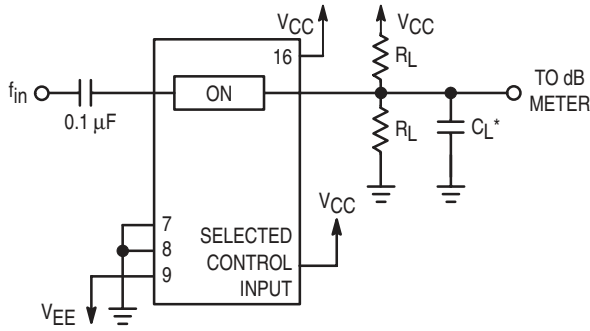 VCC
VCC
16
RL
fin
ON
TO dB
METER
0.1 μF
RL
CL*
VCC
7
8
SELECTED
CONTROL
INPUT
9
VEE